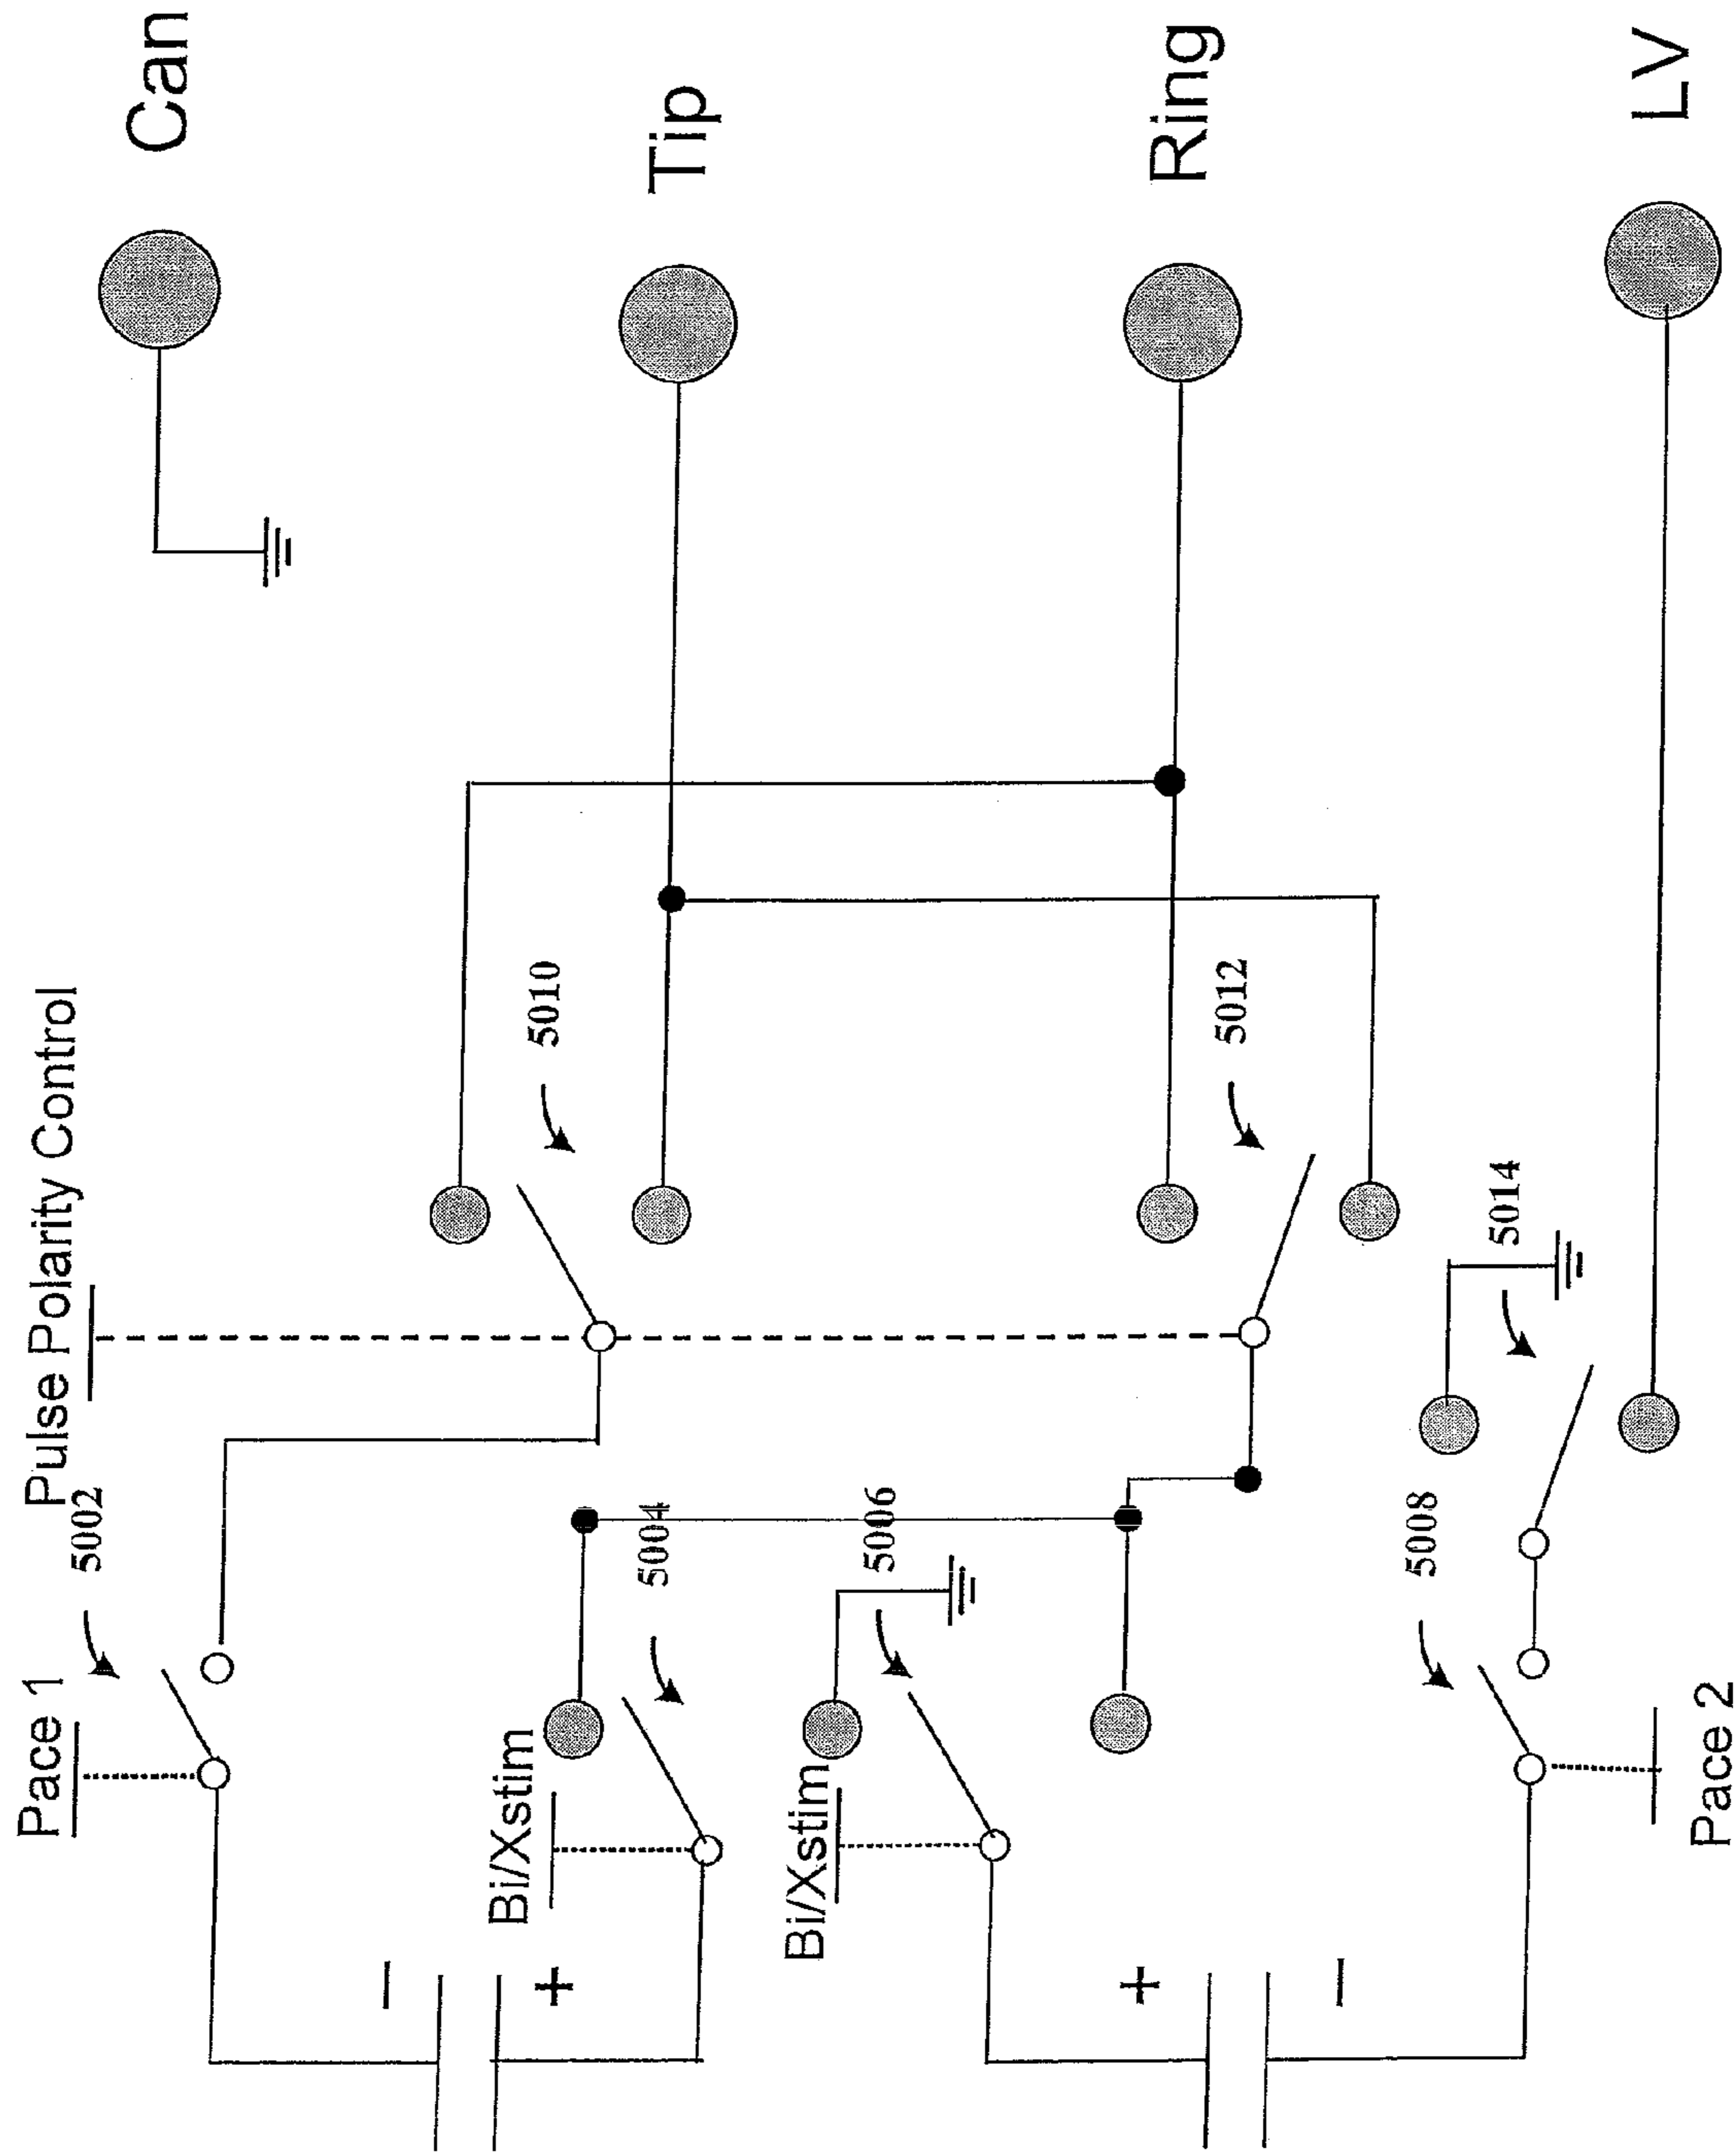 Can
Tip
Ring
LV
Pulse Polarity Control
5010
5012
5014
5002
5004
5006
5008
Pace 1
Bi/Xstim
Bi/Xstim
Pace 2
−
+
+
−